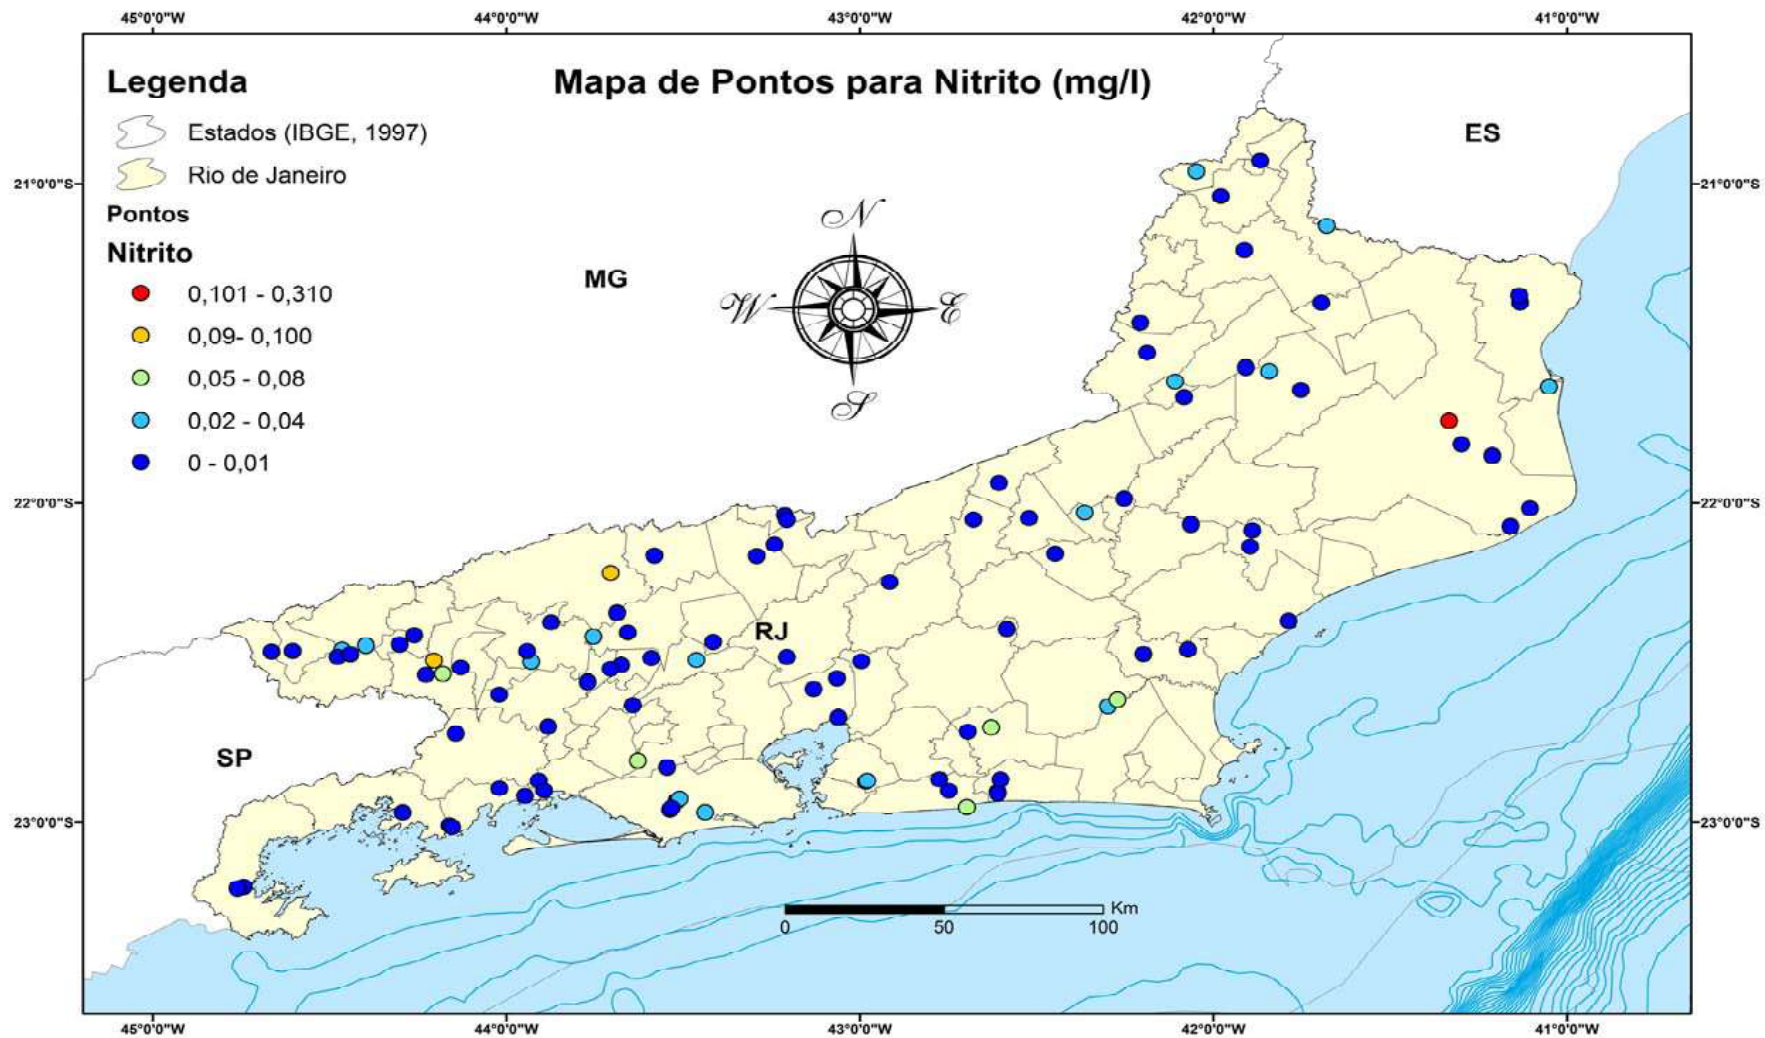 45°0'0"W 44°0'0"W 43°0'0"W 42°0'0"W 41°0'0"W
Legenda
Mapa de Pontos para Nitrito (mg/l)
Estados (IBGE, 1997)
Rio de Janeiro
ES
21°0'0"S 21°0'0"S
Pontos
Nitrito
N
MG
0,101 - 0,310
W E
0,09- 0,100
0,05 - 0,08
S
0,02 - 0,04
0 - 0,01
22°0'0"S 22°0'0"S
RJ
SP
23°0'0"S 23°0'0"S
Km
0 50 100
45°0'0"W 44°0'0"W 43°0'0"W 42°0'0"W 41°0'0"W